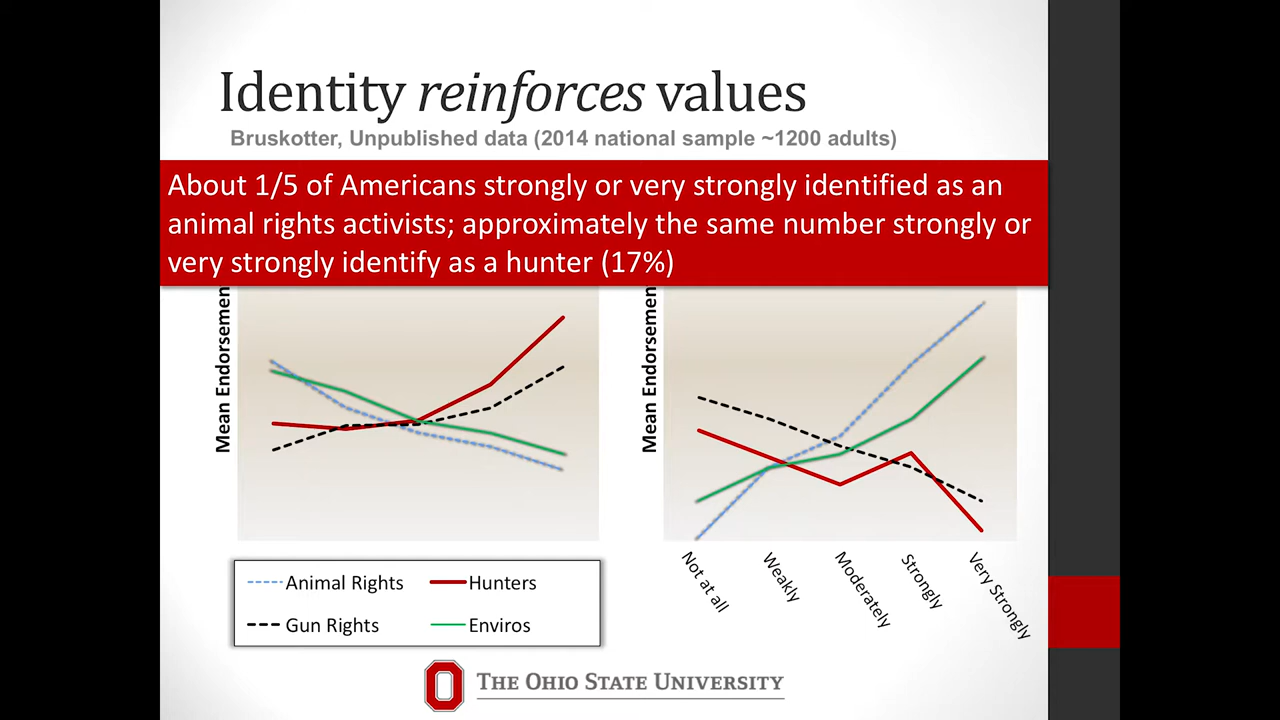 Identity reinforces values
Bruskotter, Unpublished data (2014 national sample ~1200 adults)
About 1/5 of Americans strongly or very strongly identified as an
animal rights activists; approximately the same number strongly or
very strongly identify as a hunter (17%)
Mean Endorsemen
Mean Endorsemen
Not at all
Weakly
Moderately
Strongly
Very Strongly
Animal Rights
Hunters
Gun Rights
Enviros
THE OHIO STATE UNIVERSITY